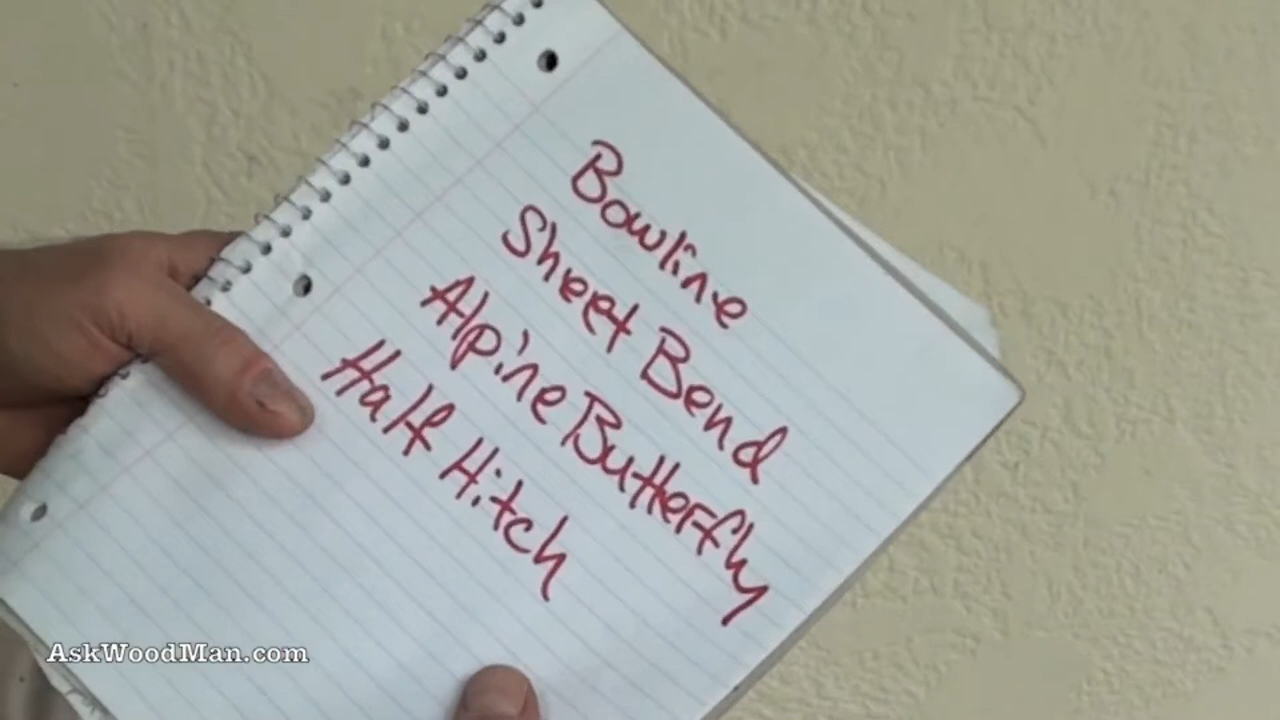 Bowline
Sheet Bend
Alpine Butterfly
Half Hitch
AskWoodMan.com